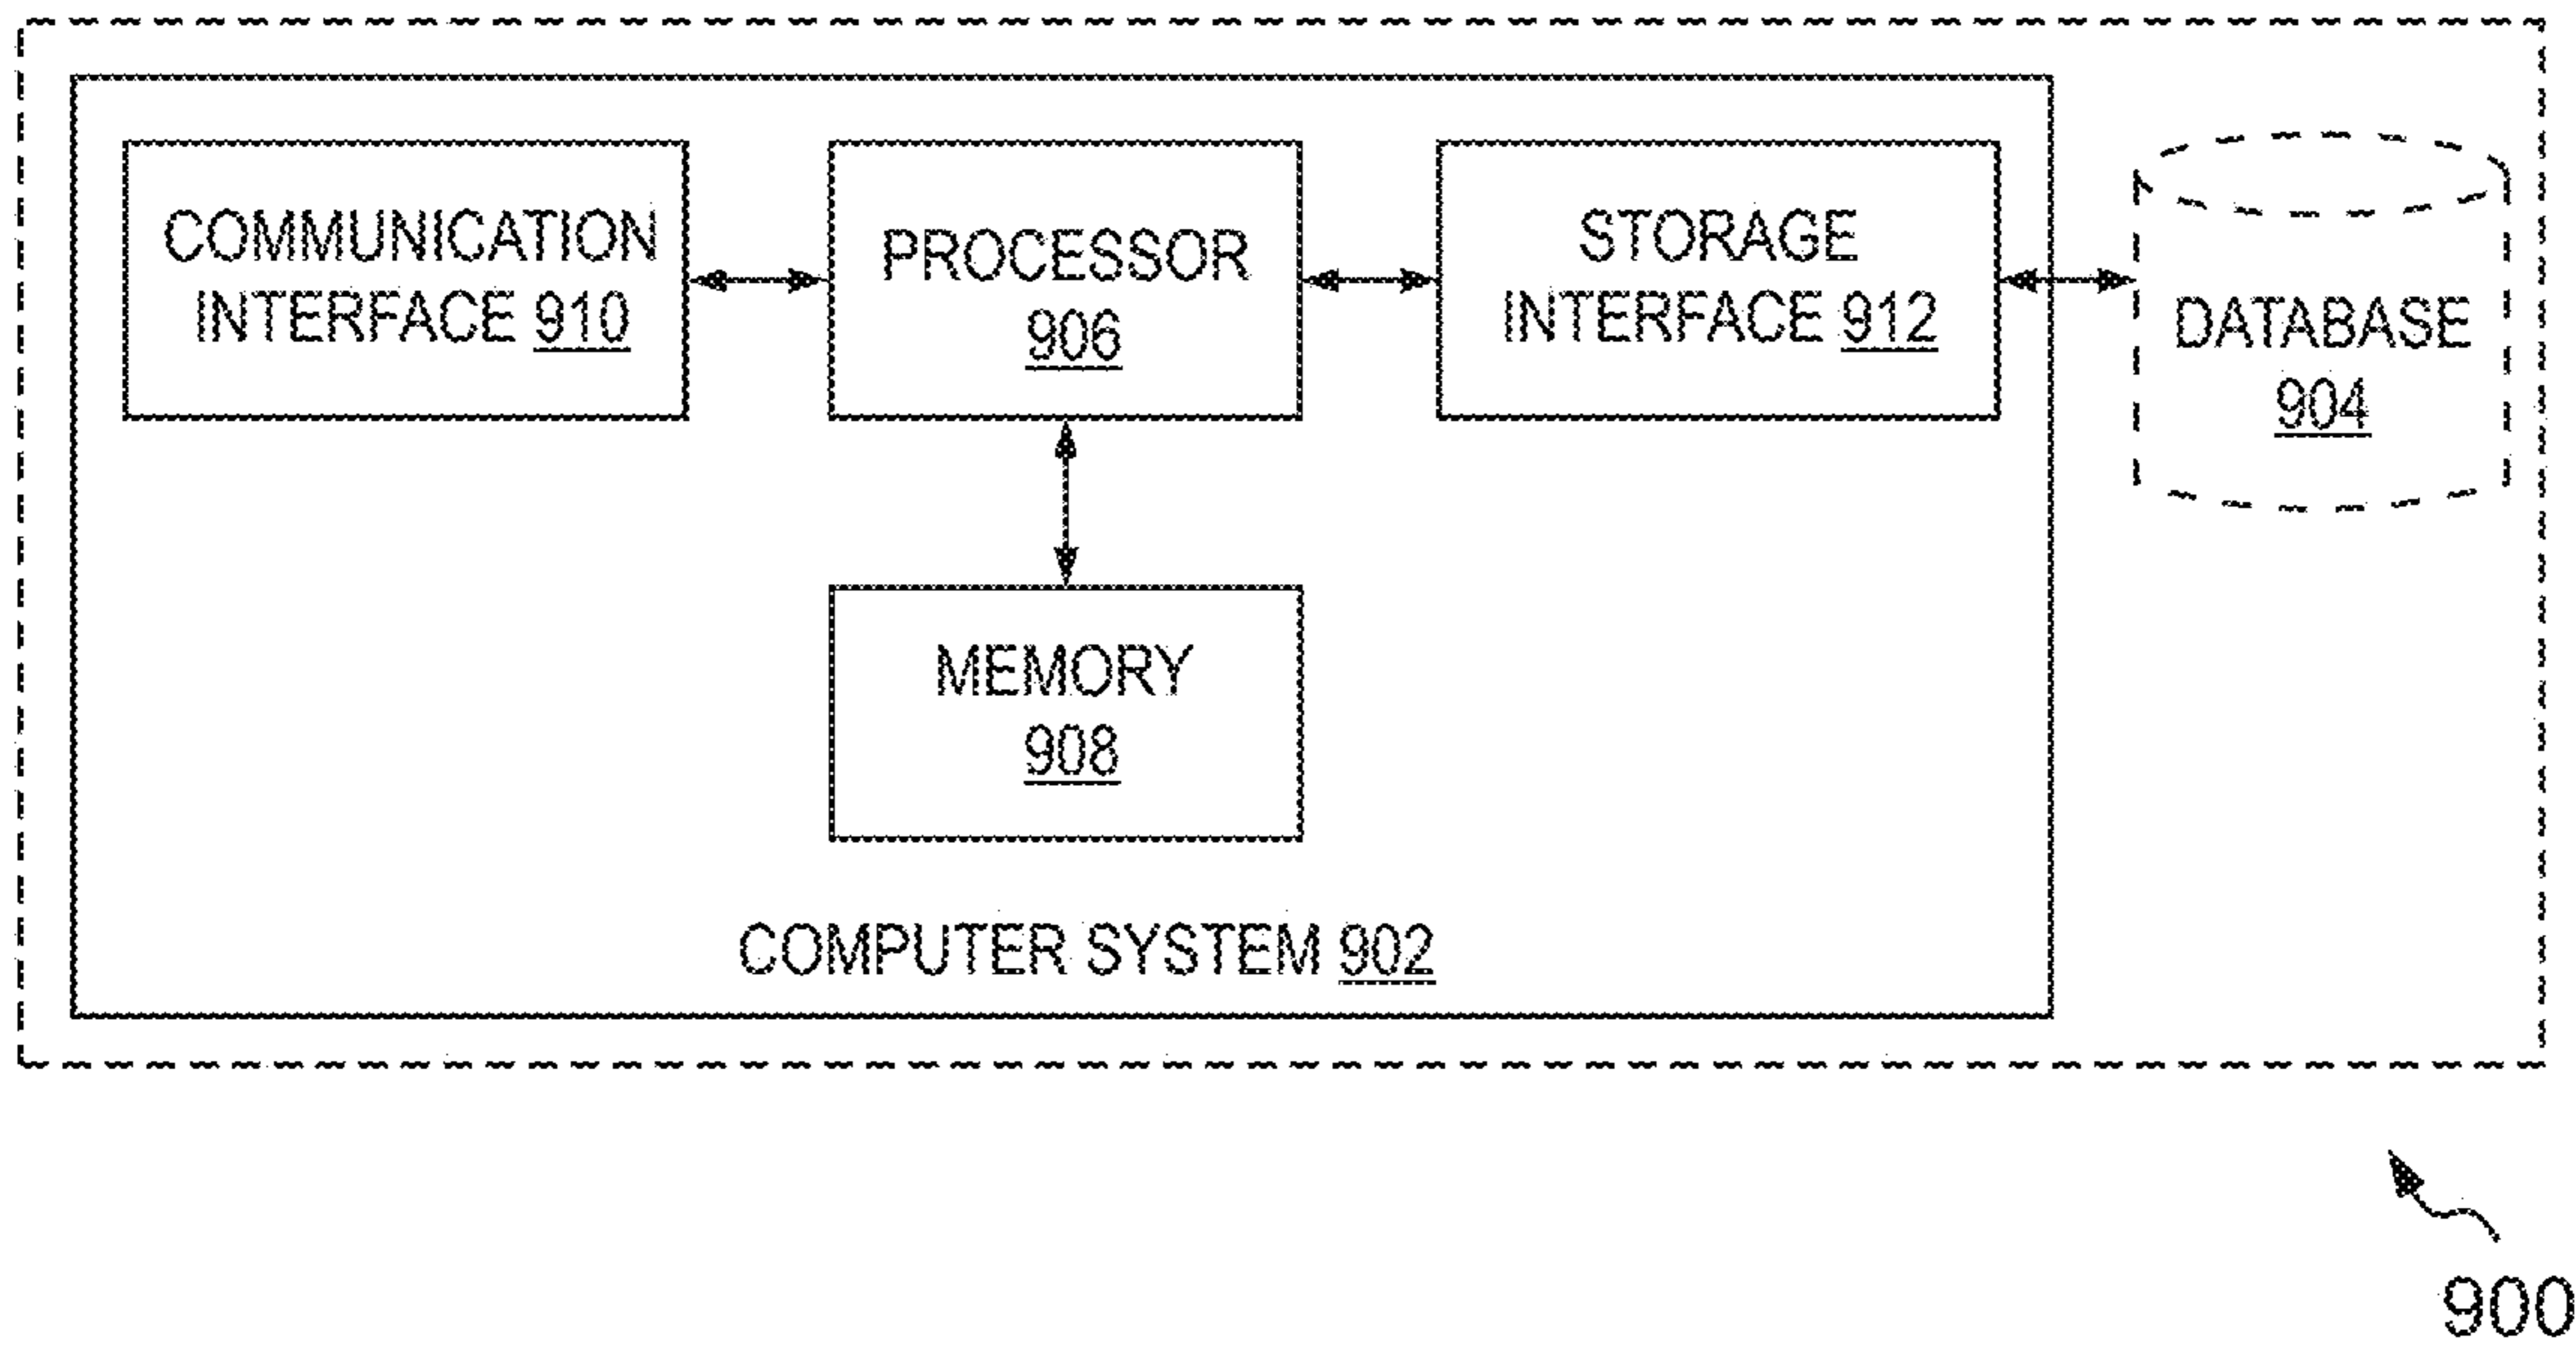 COMMUNICATION
INTERFACE 910
PROCESSOR
906
STORAGE
INTERFACE 912
DATABASE
904
MEMORY
908
COMPUTER SYSTEM 902
900